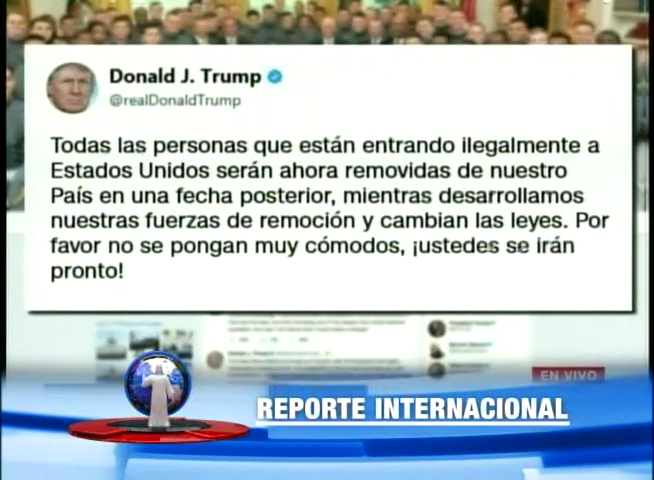 Donald J. Trump
@realDonaldTrump
Todas las personas que están entrando ilegalmente a
Estados Unidos serán ahora removidas de nuestro
País en una fecha posterior, mientras desarrollamos
nuestras fuerzas de remoción y cambian las leyes. Por
favor no se pongan muy cómodos, ¡ustedes se irán
pronto!
EN VIVO
REPORTE INTERNACIONAL